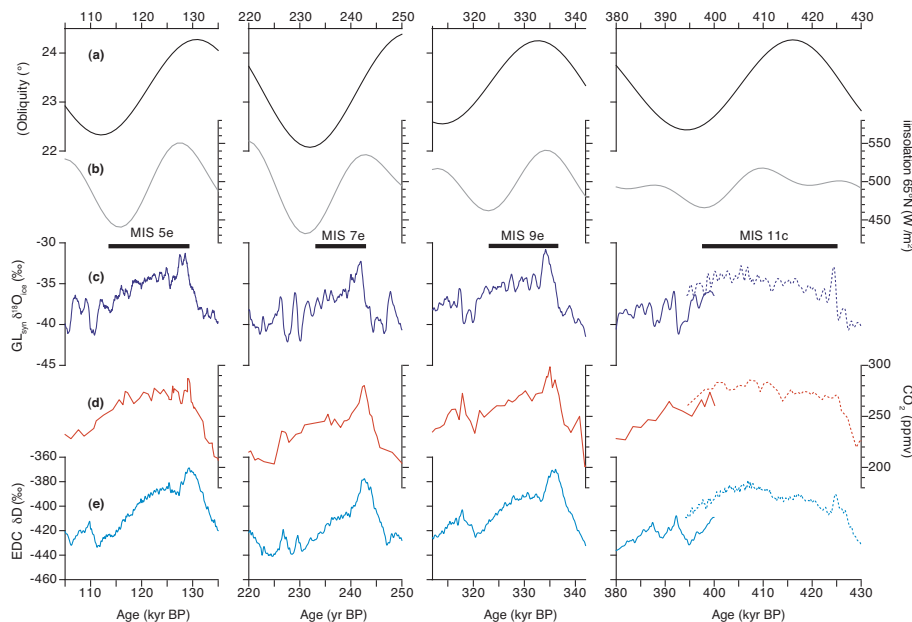 110 120 130 220 230 240 250 320 330 340 380 390 400 410 420 430
24
23
22
(Obliquity (°)
(a)
550
500
450
iinsolation 65°N (W /m²)
(b)
MIS 5e MIS 7e MIS 9e MIS 11c
-30
-35
-40
-45
GLsyn δ¹⁸Oice (‰)
(c)
300
250
200
CO₂ (ppmv)
(d)
-360
-400
-420
-440
-460
EDC δD (‰)
(e)
110 120 130 220 230 240 250 320 330 340 380 390 400 410 420 430
Age (kyr BP) Age (yr BP) Age (kyr BP) Age (kyr BP)